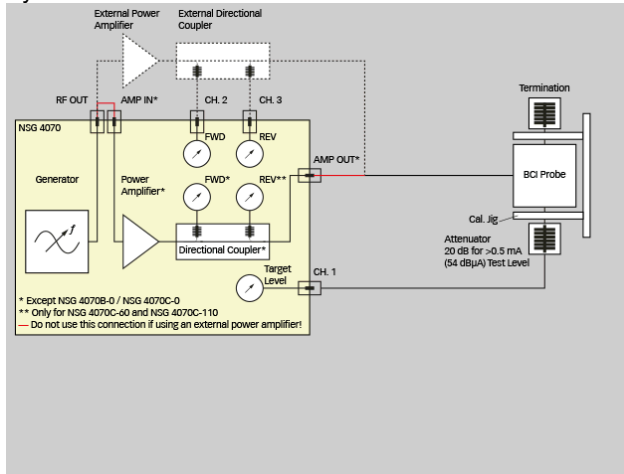 External Power
Amplifier
External Directional
Coupler
RF OUT
AMP IN*
CH. 2
CH. 3
Termination
NSG 4070
FWD
REV
AMP OUT*
Generator
Power
Amplifier*
FWD*
REV**
BCI Probe
Directional Coupler*
Cal. Jig
Attenuator
20 dB for >0.5 mA
(54 dBµA) Test Level
Target
Level
CH. 1
* Except NSG 4070B-0 / NSG 4070C-0
** Only for NSG 4070C-60 and NSG 4070C-110
— Do not use this connection if using an external power amplifier!